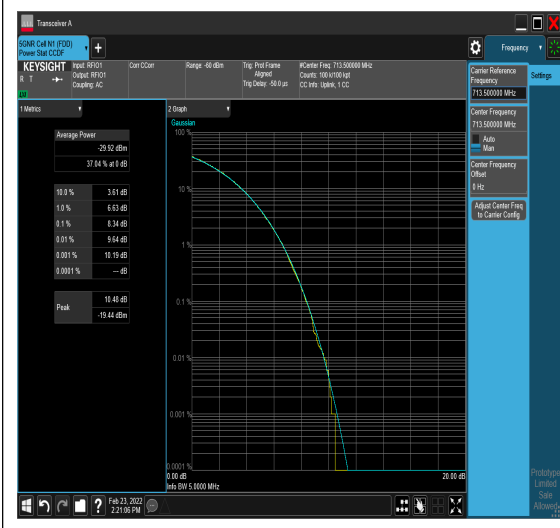 Transceiver A
5GNR Cell N1 (FDD)
Power Stat CCDF
Frequency
KEYSIGHT
R T
LXI
Input: RFIO1
Output: RFIO1
Coupling: AC
Corr CCorr
Range: -60 dBm
Trig: Prot Frame
Aligned
Trig Delay: -50.0 µs
#Center Freq: 713.500000 MHz
Counts: 100 k/100 kpt
CC Info: Uplink, 1 CC
1 Metrics
Average Power
-29.92 dBm
37.04 % at 0 dB
10.0 % 3.61 dB
1.0 % 6.63 dB
0.1 % 8.34 dB
0.01 % 9.64 dB
0.001 % 10.19 dB
0.0001 % --- dB
Peak
10.48 dB
-19.44 dBm
2 Graph
Gaussian
100 %
10 %
1 %
0.1 %
0.01 %
0.001 %
0.0001 %
0.00 dB 20.00 dB
Info BW 5.0000 MHz
Carrier Reference
Frequency
713.500000 MHz
Center Frequency
713.500000 MHz
Auto
Man
Center Frequency
Offset
0 Hz
Adjust Center Freq
to Carrier Config
Settings
Prototype
Limited
Sale
Allowed
Feb 23, 2022
2:21:06 PM